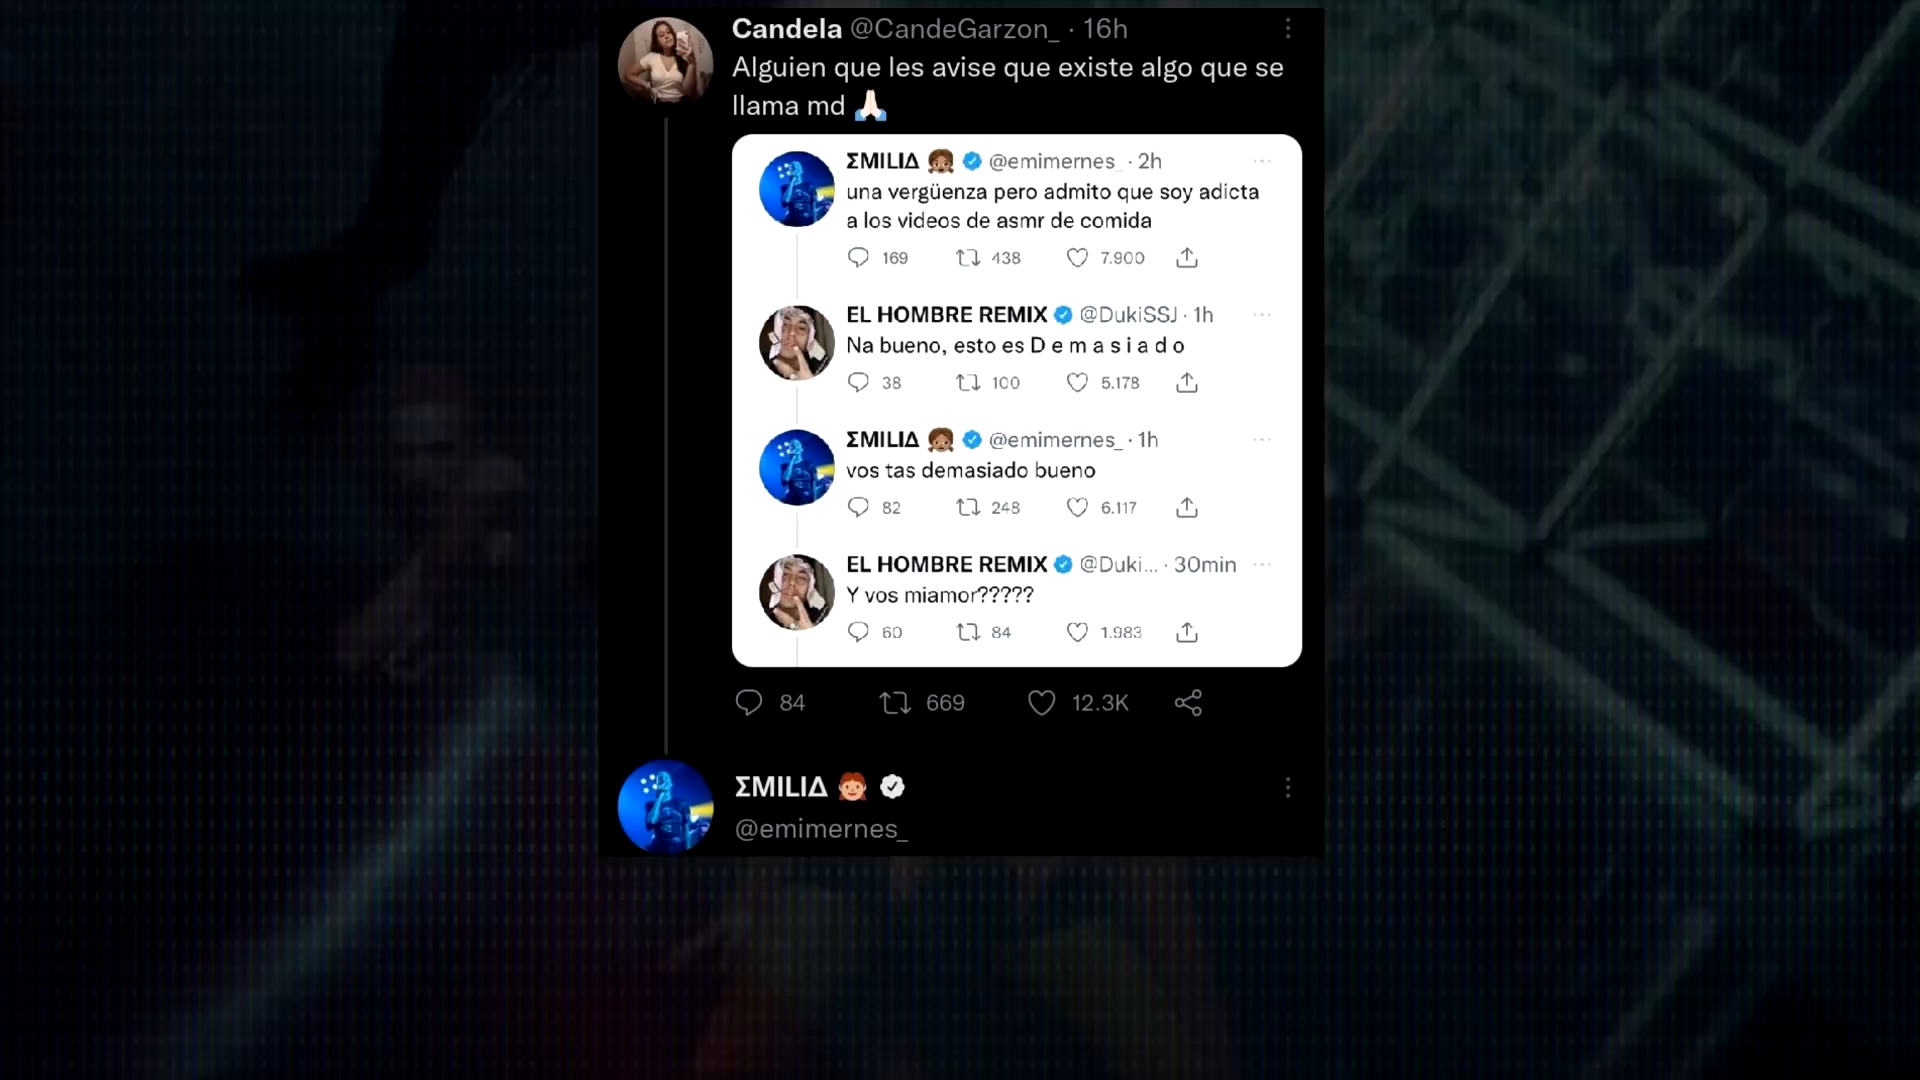 Candela @CandeGarzon_ · 16h
Alguien que les avise que existe algo que se
llama md 🙏🏻
ΣMILIΔ 👧🏽 @emimernes_ · 2h
una vergüenza pero admito que soy adicta
a los videos de asmr de comida
169 438 7.900
EL HOMBRE REMIX @DukiSSJ · 1h
Na bueno, esto es D e m a s i a d o
38 100 5.178
ΣMILIΔ 👧🏽 @emimernes_ · 1h
vos tas demasiado bueno
82 248 6.117
EL HOMBRE REMIX @Duki... · 30min
Y vos miamor?????
60 84 1.983
84 669 12.3K
ΣMILIΔ 👧🏽
@emimernes_